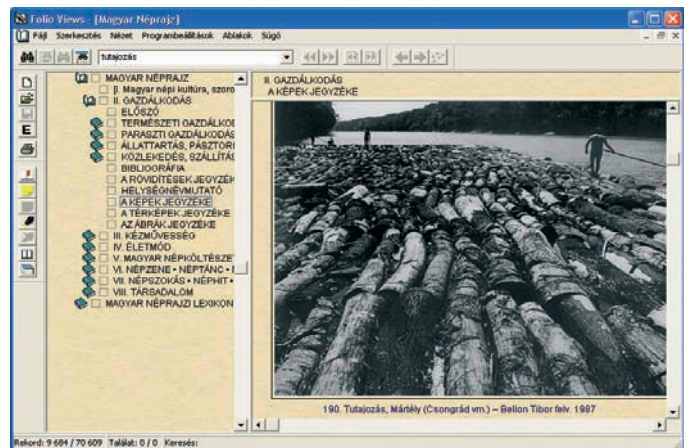 Folio Views - [Magyar Néprajz]
Fájl Szerkesztés Nézet Programbeállítások Ablakok Súgó
tutajozás
MAGYAR NÉPRAJZ
[I. Magyar népi kultúra, szoro
II. GAZDÁLKODÁS
ELŐSZÓ
TERMÉSZETI GAZDÁLKOD
PARASZTI GAZDÁLKODÁS
ÁLLATTARTÁS, PÁSZTORI
KÖZLEKEDÉS, SZÁLLÍTÁS
BIBLIOGRÁFIA
A RÖVIDÍTÉSEK JEGYZÉK
HELYSÉGNÉVMUTATÓ
A KÉPEK JEGYZÉKE
A TÉRKÉPEK JEGYZÉKE
AZ ÁBRÁK JEGYZÉKE
III. KÉZMŰVESSÉG
IV. ÉLETMÓD
V. MAGYAR NÉPKÖLTÉSZE
VI. NÉPZENE • NÉPTÁNC •
VII. NÉPSZOKÁS • NÉPHIT •
VIII. TÁRSADALOM
MAGYAR NÉPRAJZI LEXIKON
II. GAZDÁLKODÁS
A KÉPEK JEGYZÉKE
190. Tutajozás, Mártély (Csongrád vm.) – Bellon Tibor felv. 1987
Rekord: 9 684 / 70 609 Találat: 0 / 0 Keresés:
E